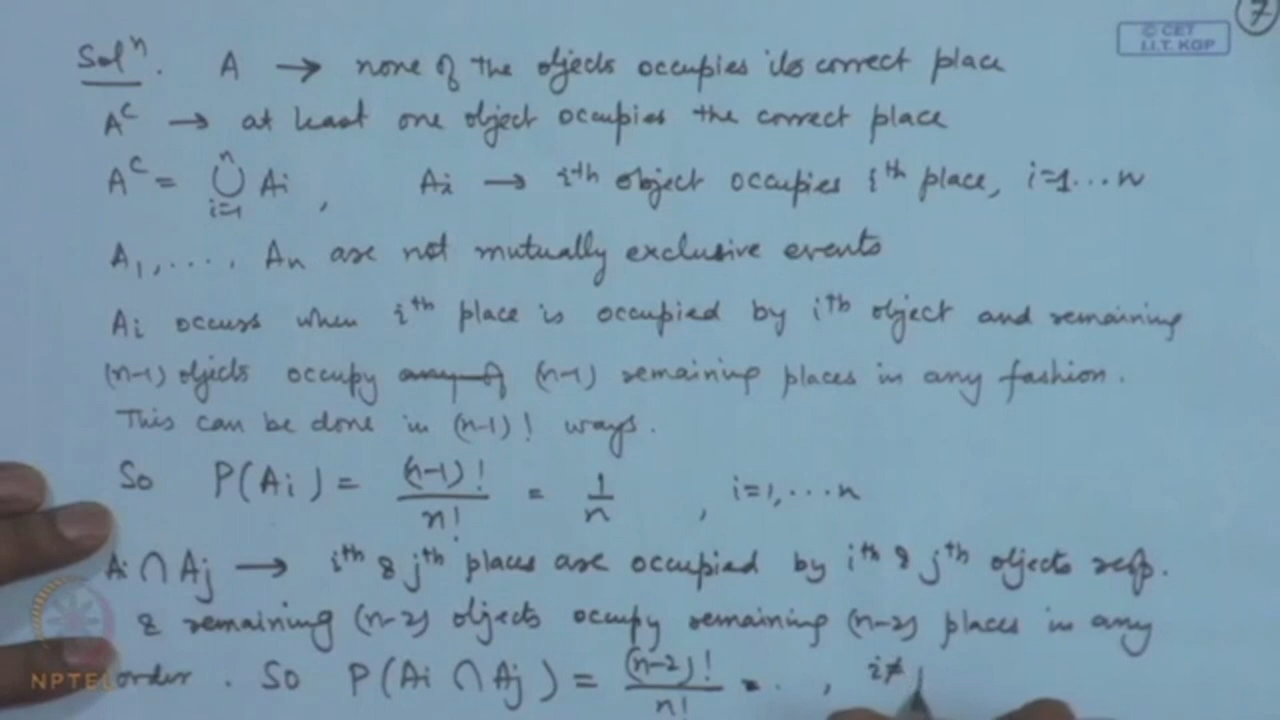 7
© CET
I.I.T. KGP
Solⁿ. A → none of the objects occupies its correct place
Aᶜ → at least one object occupies the correct place
Aᶜ = ⋃ⁿᵢ₌₁ Ai , Ai → iᵗʰ object occupies iᵗʰ place, i=1...n
A₁, . . . . An are not mutually exclusive events
Ai occurs when iᵗʰ place is occupied by iᵗʰ object and remaining
(n-1) objects occupy any of (n-1) remaining places in any fashion.
This can be done in (n-1)! ways.
So P(Ai) = (n-1)! / n! = 1/n , i=1,...n
Ai ∩ Aj → iᵗʰ & jᵗʰ places are occupied by iᵗʰ & jᵗʰ objects resp.
& remaining (n-2) objects occupy remaining (n-2) places in any
order. So P(Ai ∩ Aj) = (n-2)! / n! . , i≠j
NPTEL